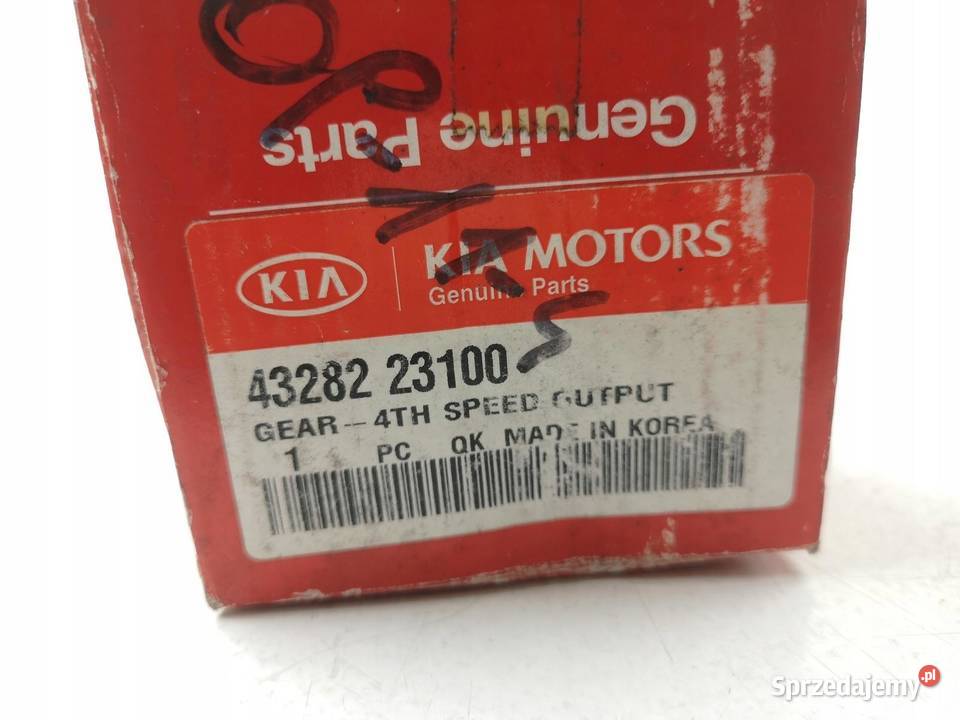 Genuine Parts
KIA
KIA MOTORS
Genuine Parts
43282 23100
GEAR-4TH SPEED OUTPUT
1 PC QK MADE IN KOREA
Sprzedajemy.pl